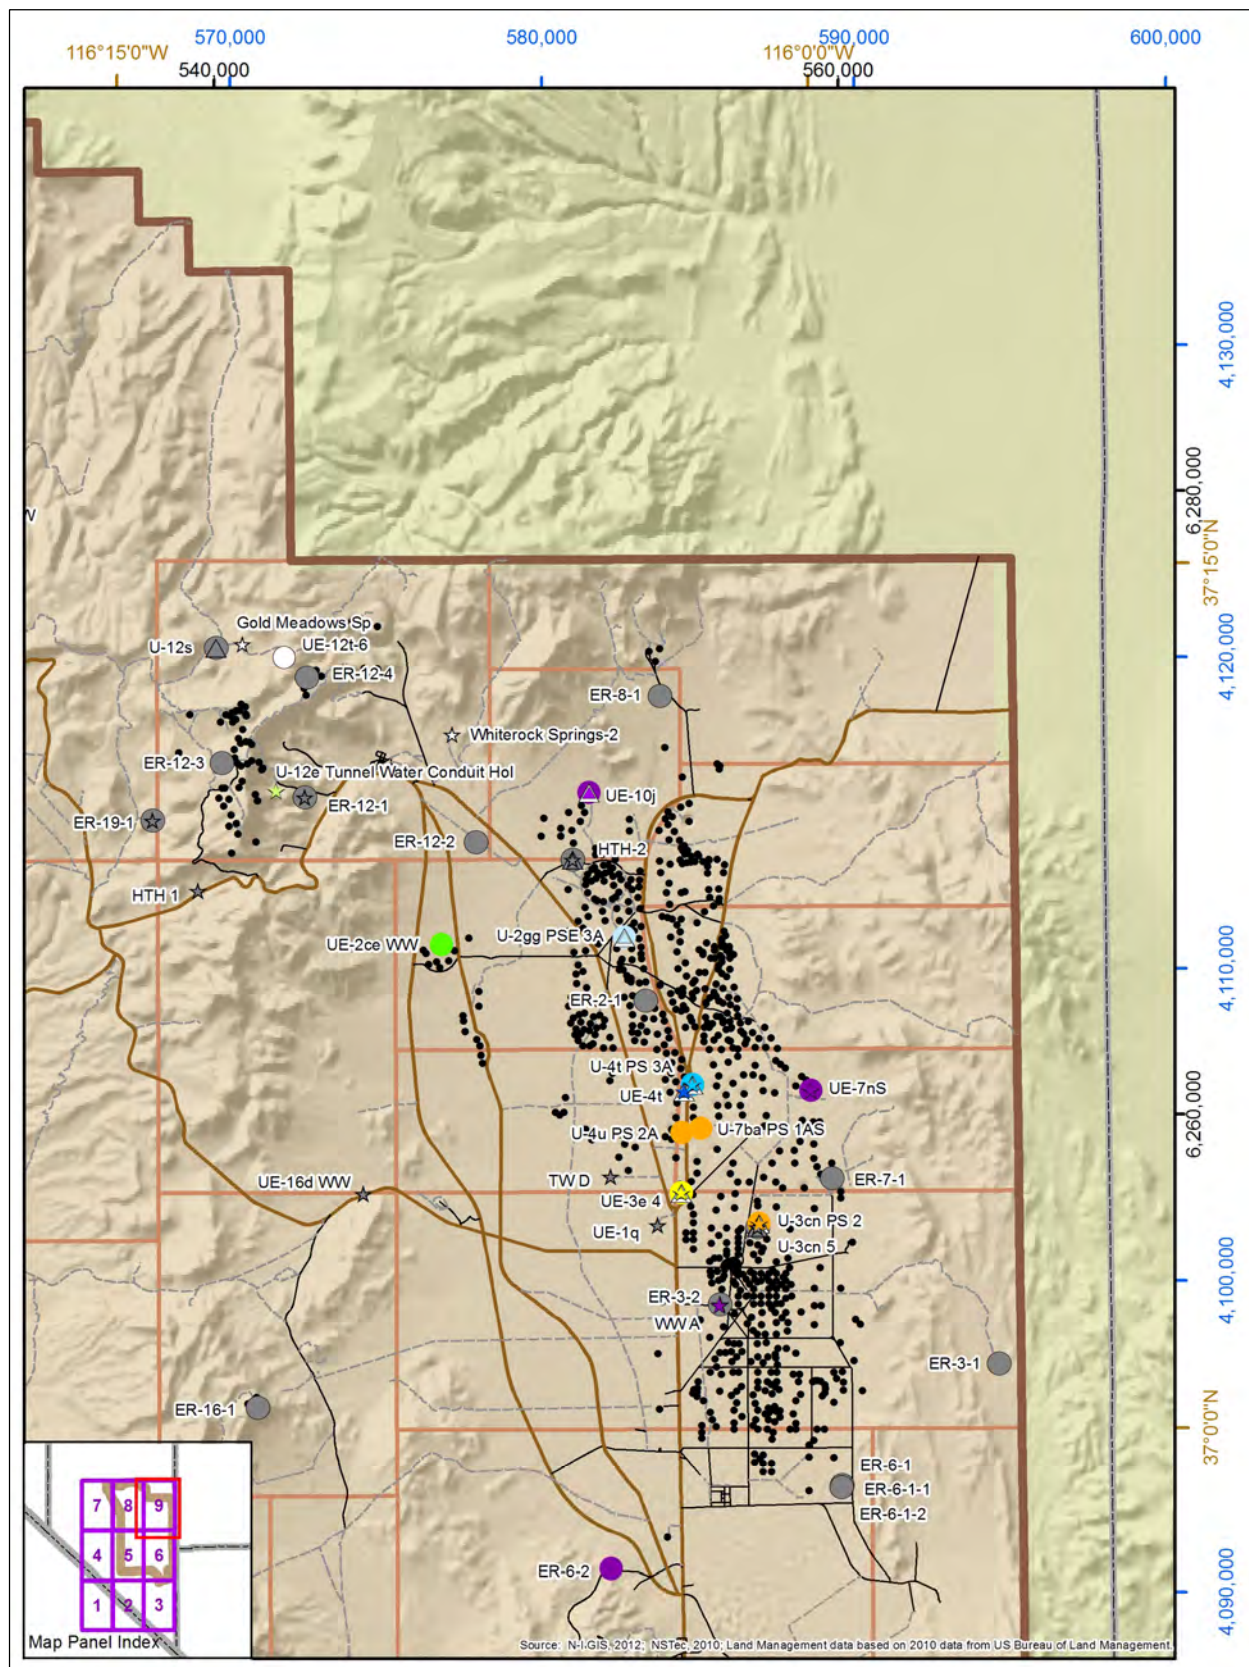 570,000
580,000
590,000
600,000
116°15'0"W
116°0'0"W
540,000
560,000
4,130,000
6,280,000
W
37°15'0"N
Gold Meadows Sp
U-12s
UE-12t-6
4,120,000
ER-12-4
ER-8-1
Whiterock Springs-2
ER-12-3
U-12e Tunnel Water Conduit Hol
UE-10j
ER-12-1
ER-19-1
ER-12-2
HTH-2
HTH 1
U-2gg PSE 3A
UE-2ce WW
4,110,000
ER-2-1
U-4t PS 3A
UE-4t
UE-7nS
6,260,000
U-4u PS 2A
U-7ba PS 1AS
UE-16d WW
TW D
ER-7-1
UE-3e 4
UE-1q
U-3cn PS 2
U-3cn 5
4,100,000
ER-3-2
WW A
ER-3-1
ER-16-1
37°0'0"N
ER-6-1
ER-6-1-1
ER-6-1-2
7 8 9
4 5 6
1 2 3
ER-6-2
4,090,000
Map Panel Index
Source: N-I GIS, 2012; NSTec, 2010; Land Management data based on 2010 data from US Bureau of Land Management.